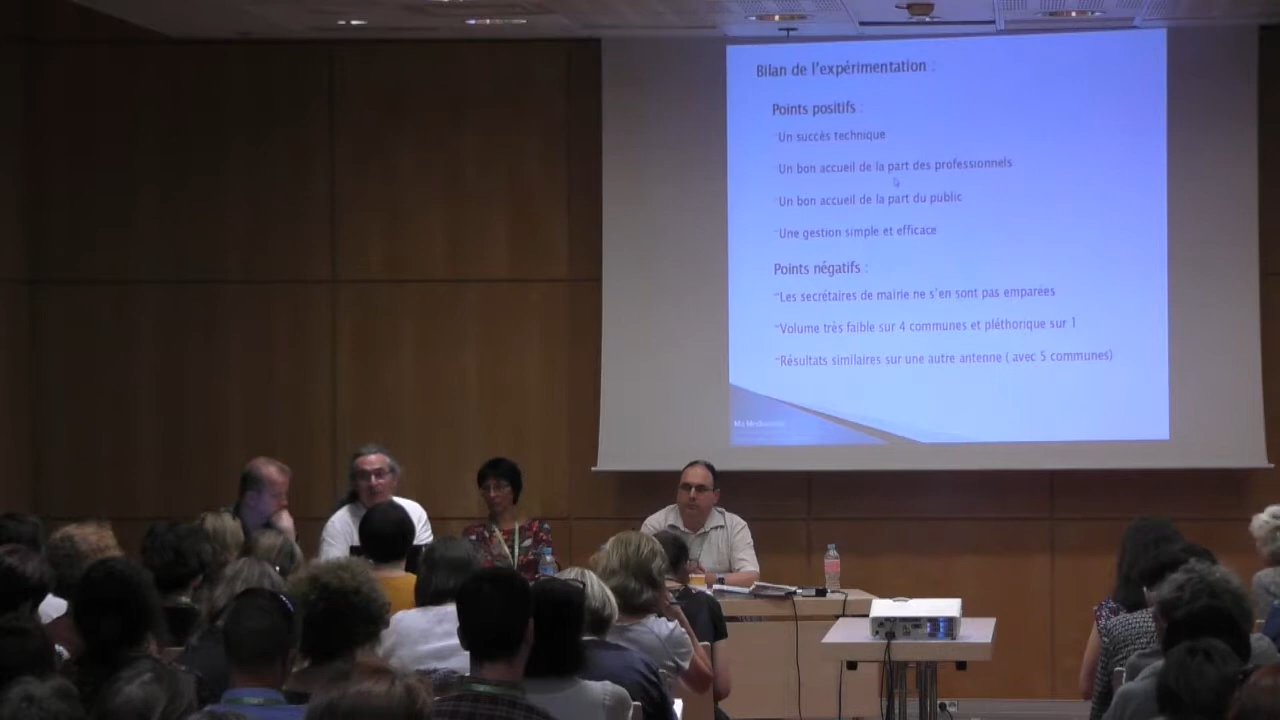 Bilan de l'expérimentation :
Points positifs :
Un succès technique
Un bon accueil de la part des professionnels
Un bon accueil de la part du public
Une gestion simple et efficace
Points négatifs :
Les secrétaires de mairie ne s'en sont pas emparées
Volume très faible sur 4 communes et pléthorique sur 1
Résultats similaires sur une autre antenne ( avec 5 communes)